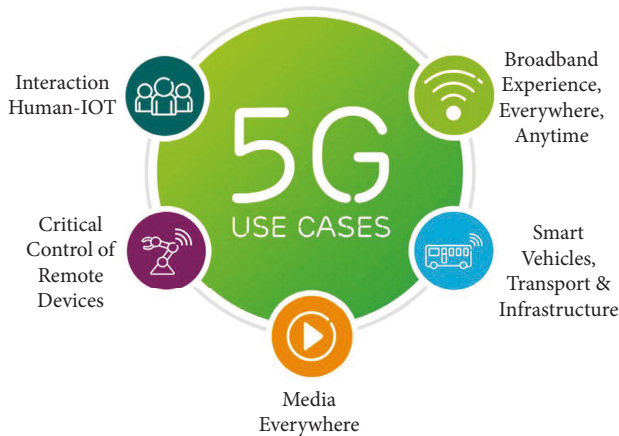 Interaction
Human-IOT
5G
USE CASES
Broadband
Experience,
Everywhere,
Anytime
Critical
Control of
Remote
Devices
Smart
Vehicles,
Transport &
Infrastructure
Media
Everywhere